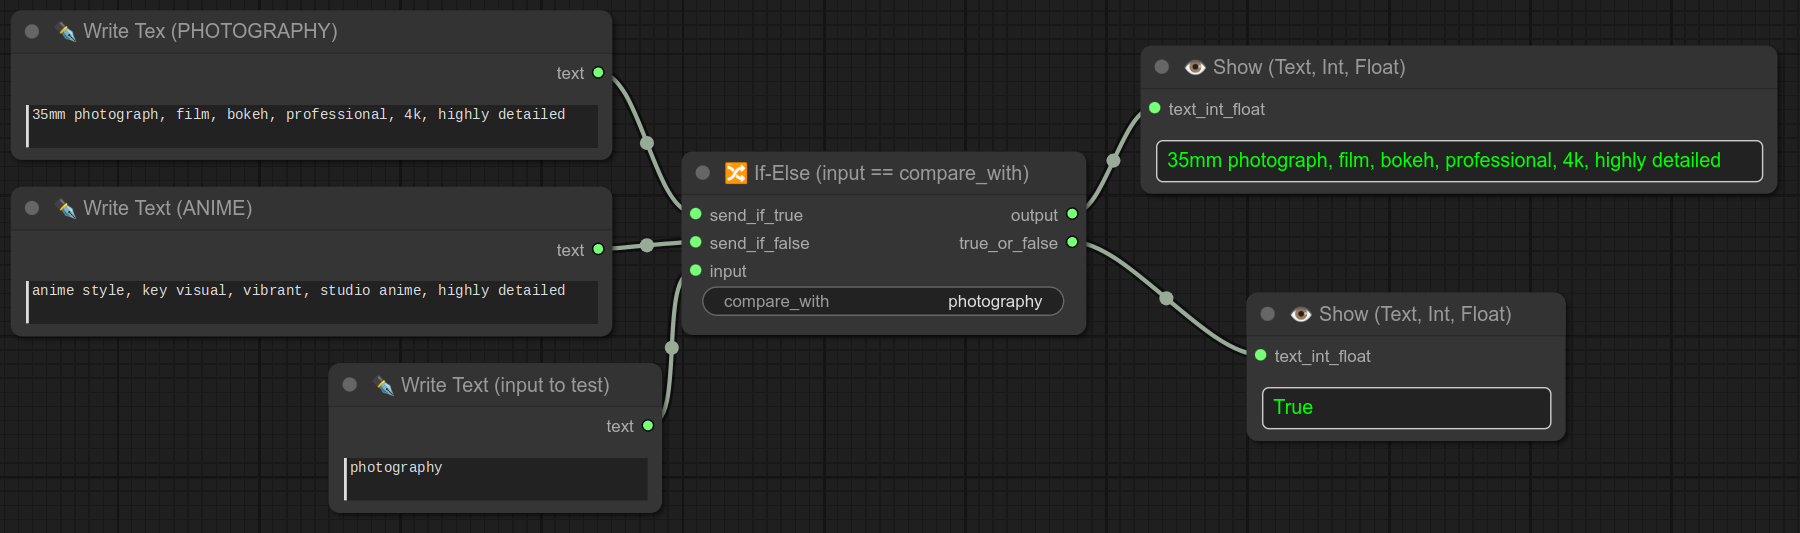 Write Tex (PHOTOGRAPHY)
text
35mm photograph, film, bokeh, professional, 4k, highly detailed
Write Text (ANIME)
text
anime style, key visual, vibrant, studio anime, highly detailed
Write Text (input to test)
text
photography
If-Else (input == compare_with)
send_if_true output
send_if_false true_or_false
input
compare_with photography
Show (Text, Int, Float)
text_int_float
35mm photograph, film, bokeh, professional, 4k, highly detailed
Show (Text, Int, Float)
text_int_float
True